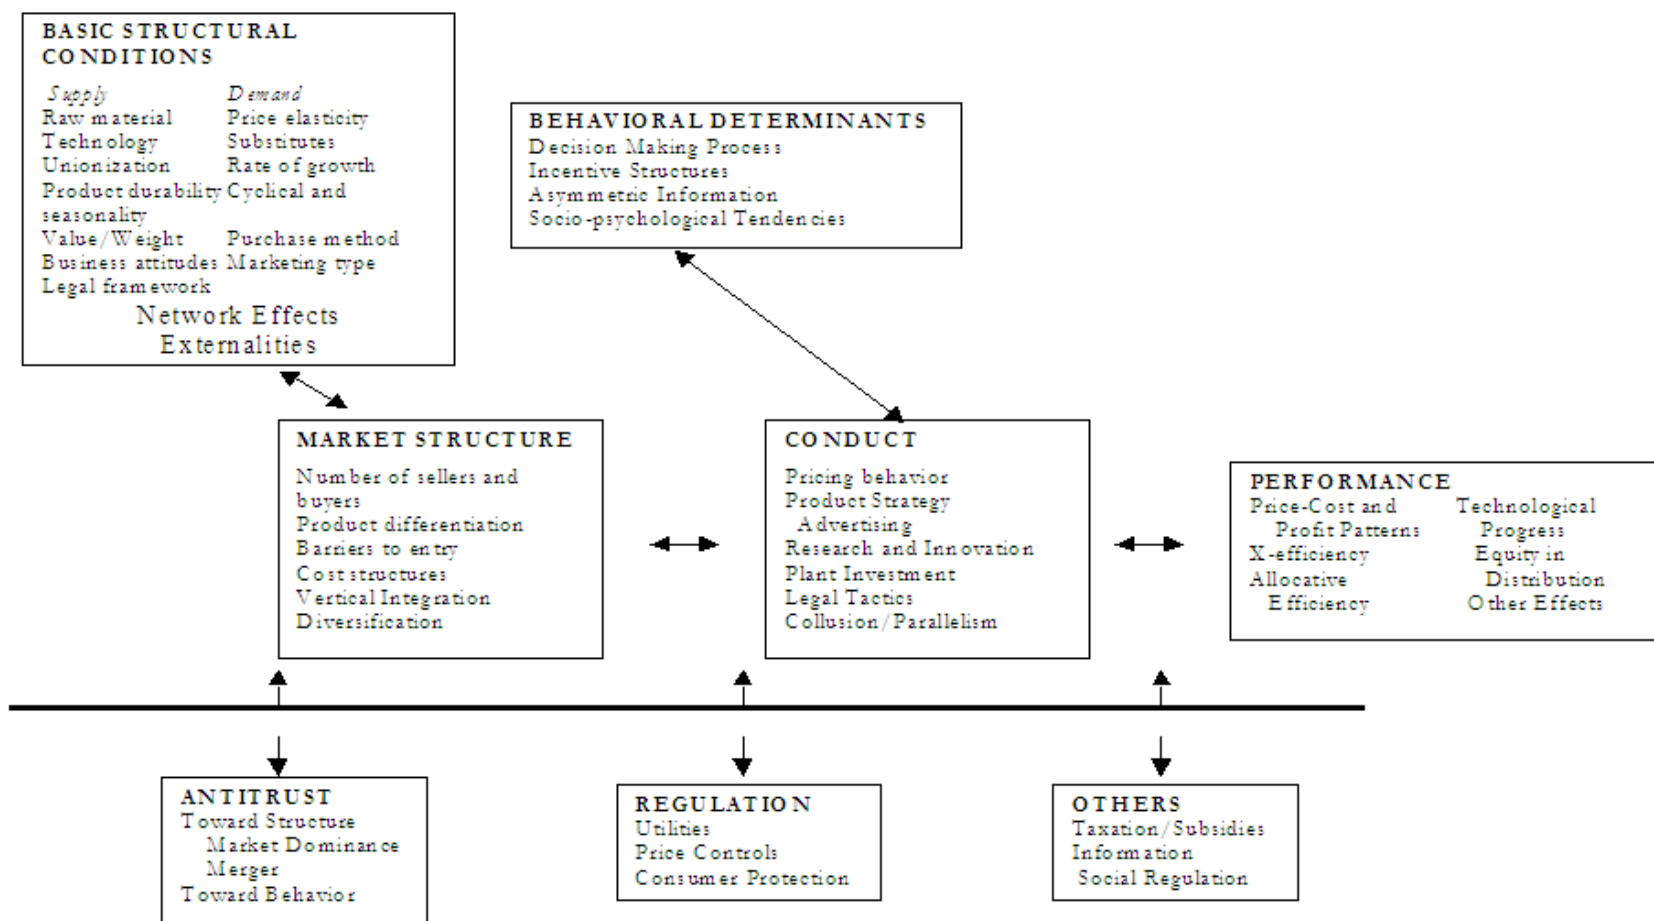 BASIC STRUCTURAL
CONDITIONS
Supply Demand
Raw material Price elasticity
Technology Substitutes
Unionization Rate of growth
Product durability Cyclical and
seasonality
Value/Weight Purchase method
Business attitudes Marketing type
Legal framework
Network Effects
Externalities
BEHAVIORAL DETERMINANTS
Decision Making Process
Incentive Structures
Asymmetric Information
Socio-psychological Tendencies
MARKET STRUCTURE
Number of sellers and
buyers
Product differentiation
Barriers to entry
Cost structures
Vertical Integration
Diversification
CONDUCT
Pricing behavior
Product Strategy
Advertising
Research and Innovation
Plant Investment
Legal Tactics
Collusion/Parallelism
PERFORMANCE
Price-Cost and Technological
Profit Patterns Progress
X-efficiency Equity in
Allocative Distribution
Efficiency Other Effects
ANTITRUST
Toward Structure
Market Dominance
Merger
Toward Behavior
REGULATION
Utilities
Price Controls
Consumer Protection
OTHERS
Taxation/Subsidies
Information
Social Regulation